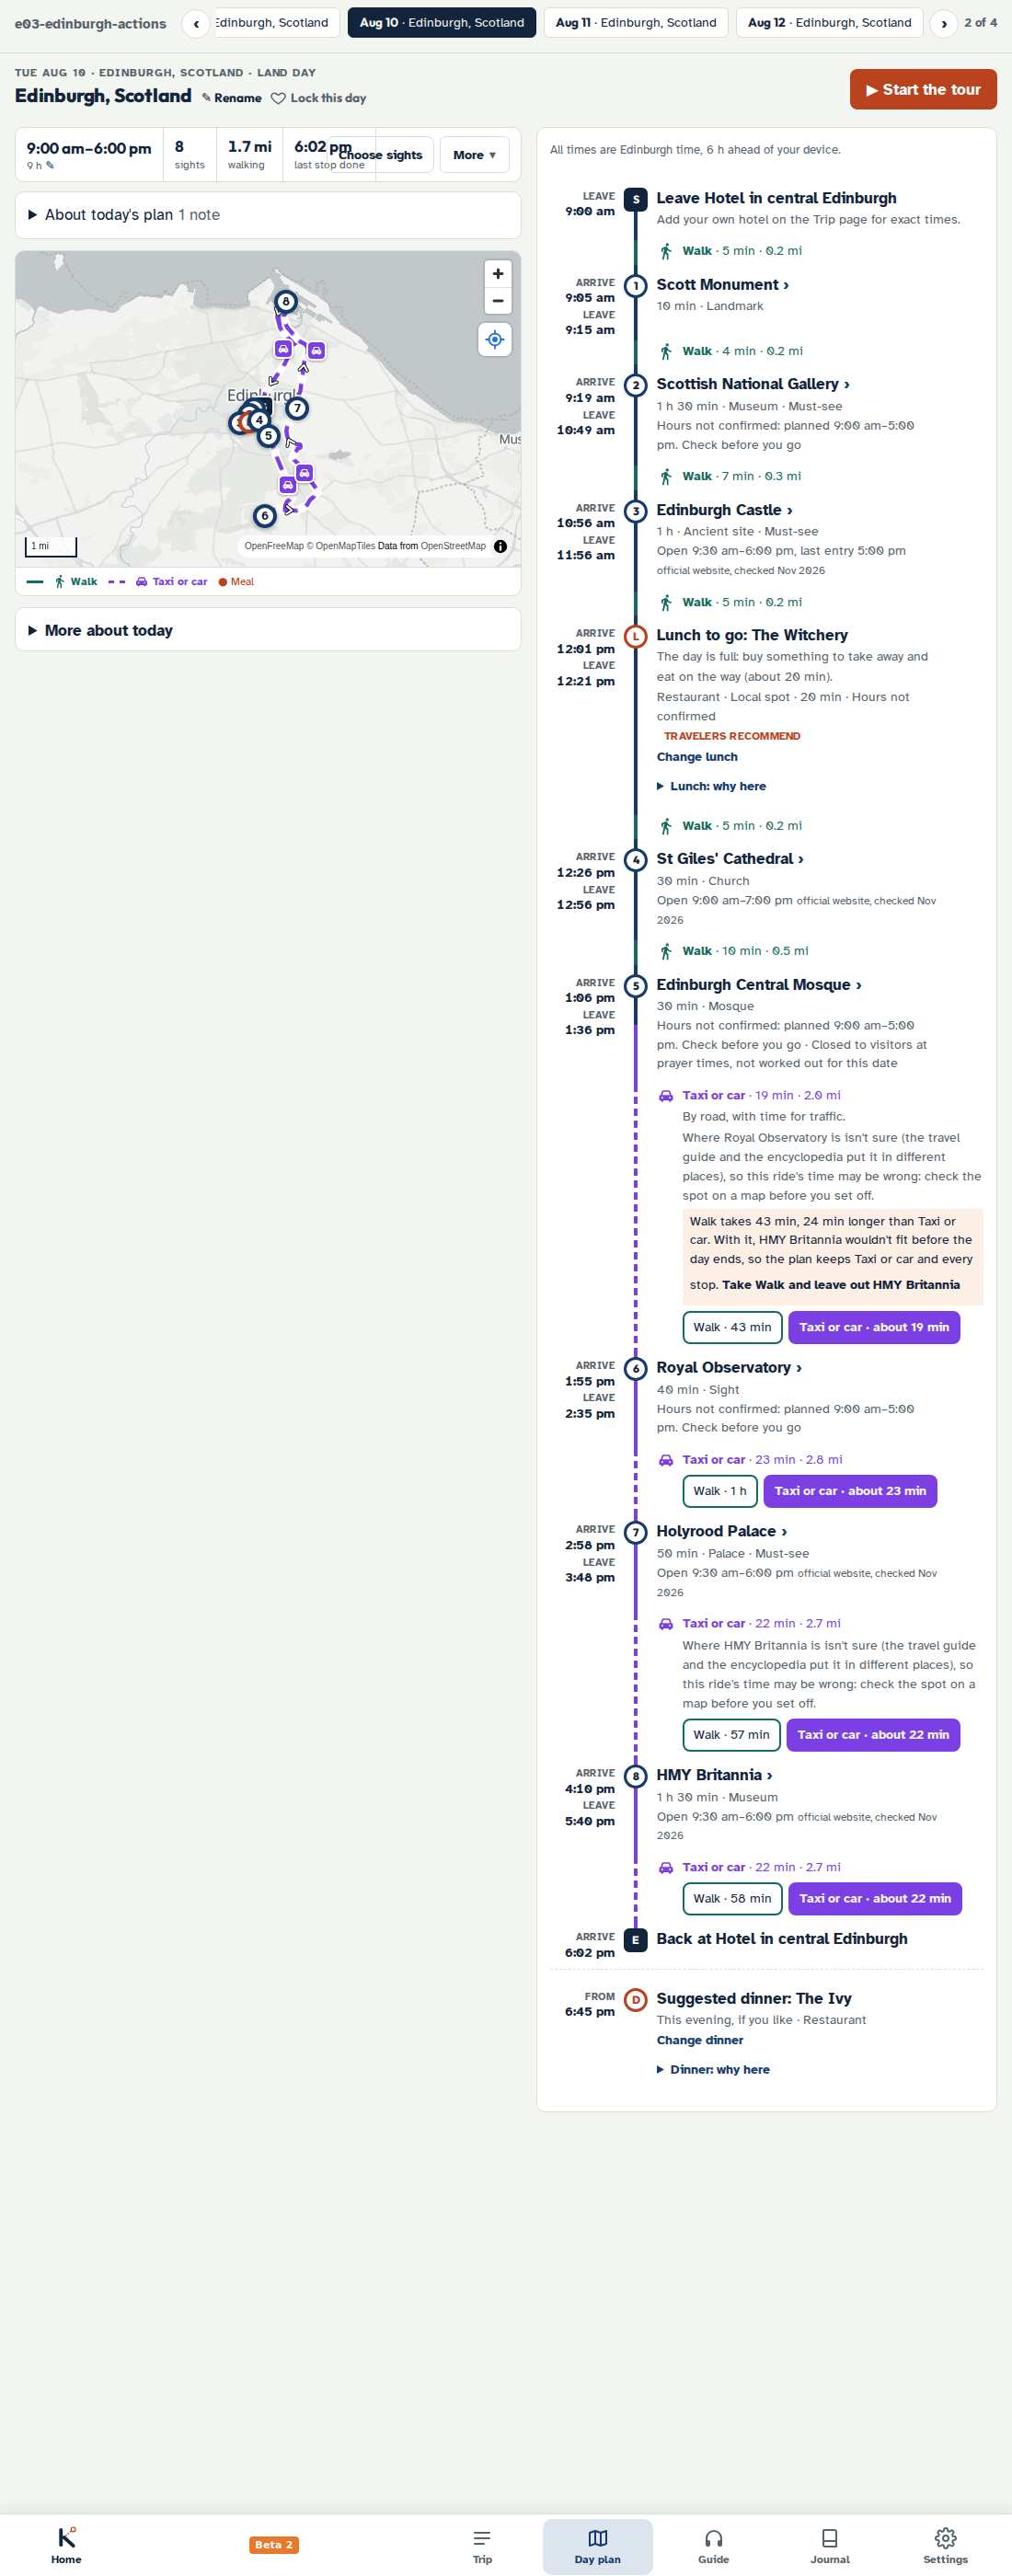 e03-edinburgh-actions
‹
Edinburgh, Scotland
Aug 10 · Edinburgh, Scotland
Aug 11 · Edinburgh, Scotland
Aug 12 · Edinburgh, Scotland
›
2 of 4
TUE AUG 10 · EDINBURGH, SCOTLAND · LAND DAY
Edinburgh, Scotland ✎ Rename Lock this day
▶ Start the tour
9:00 am–6:00 pm
9 h ✎
8
sights
1.7 mi
walking
6:02 pm
last stop done
Choose sights
More ▼
▶ About today's plan 1 note
8
7
4
5
6
1 mi
OpenFreeMap © OpenMapTiles Data from OpenStreetMap
Walk Taxi or car Meal
▶ More about today
All times are Edinburgh time, 6 h ahead of your device.
LEAVE
9:00 am
S
Leave Hotel in central Edinburgh
Add your own hotel on the Trip page for exact times.
Walk · 5 min · 0.2 mi
ARRIVE
9:05 am
LEAVE
9:15 am
1
Scott Monument ›
10 min · Landmark
Walk · 4 min · 0.2 mi
ARRIVE
9:19 am
LEAVE
10:49 am
2
Scottish National Gallery ›
1 h 30 min · Museum · Must-see
Hours not confirmed: planned 9:00 am–5:00
pm. Check before you go
Walk · 7 min · 0.3 mi
ARRIVE
10:56 am
LEAVE
11:56 am
3
Edinburgh Castle ›
1 h · Ancient site · Must-see
Open 9:30 am–6:00 pm, last entry 5:00 pm
official website, checked Nov 2026
Walk · 5 min · 0.2 mi
ARRIVE
12:01 pm
LEAVE
12:21 pm
L
Lunch to go: The Witchery
The day is full: buy something to take away and
eat on the way (about 20 min).
Restaurant · Local spot · 20 min · Hours not
confirmed
TRAVELERS RECOMMEND
Change lunch
▶ Lunch: why here
Walk · 5 min · 0.2 mi
ARRIVE
12:26 pm
LEAVE
12:56 pm
4
St Giles' Cathedral ›
30 min · Church
Open 9:00 am–7:00 pm official website, checked Nov
2026
Walk · 10 min · 0.5 mi
ARRIVE
1:06 pm
LEAVE
1:36 pm
5
Edinburgh Central Mosque ›
30 min · Mosque
Hours not confirmed: planned 9:00 am–5:00
pm. Check before you go · Closed to visitors at
prayer times, not worked out for this date
Taxi or car · 19 min · 2.0 mi
By road, with time for traffic.
Where Royal Observatory is isn't sure (the travel
guide and the encyclopedia put it in different
places), so this ride's time may be wrong: check the
spot on a map before you set off.
Walk takes 43 min, 24 min longer than Taxi or
car. With it, HMY Britannia wouldn't fit before the
day ends, so the plan keeps Taxi or car and every
stop. Take Walk and leave out HMY Britannia
Walk · 43 min
Taxi or car · about 19 min
ARRIVE
1:55 pm
LEAVE
2:35 pm
6
Royal Observatory ›
40 min · Sight
Hours not confirmed: planned 9:00 am–5:00
pm. Check before you go
Taxi or car · 23 min · 2.8 mi
Walk · 1 h
Taxi or car · about 23 min
ARRIVE
2:58 pm
LEAVE
3:48 pm
7
Holyrood Palace ›
50 min · Palace · Must-see
Open 9:30 am–6:00 pm official website, checked Nov
2026
Taxi or car · 22 min · 2.7 mi
Where HMY Britannia is isn't sure (the travel guide
and the encyclopedia put it in different places), so
this ride's time may be wrong: check the spot on a
map before you set off.
Walk · 57 min
Taxi or car · about 22 min
ARRIVE
4:10 pm
LEAVE
5:40 pm
8
HMY Britannia ›
1 h 30 min · Museum
Open 9:30 am–6:00 pm official website, checked Nov
2026
Taxi or car · 22 min · 2.7 mi
Walk · 58 min
Taxi or car · about 22 min
ARRIVE
6:02 pm
E
Back at Hotel in central Edinburgh
FROM
6:45 pm
D
Suggested dinner: The Ivy
This evening, if you like · Restaurant
Change dinner
▶ Dinner: why here
Home
Beta 2
Trip
Day plan
Guide
Journal
Settings